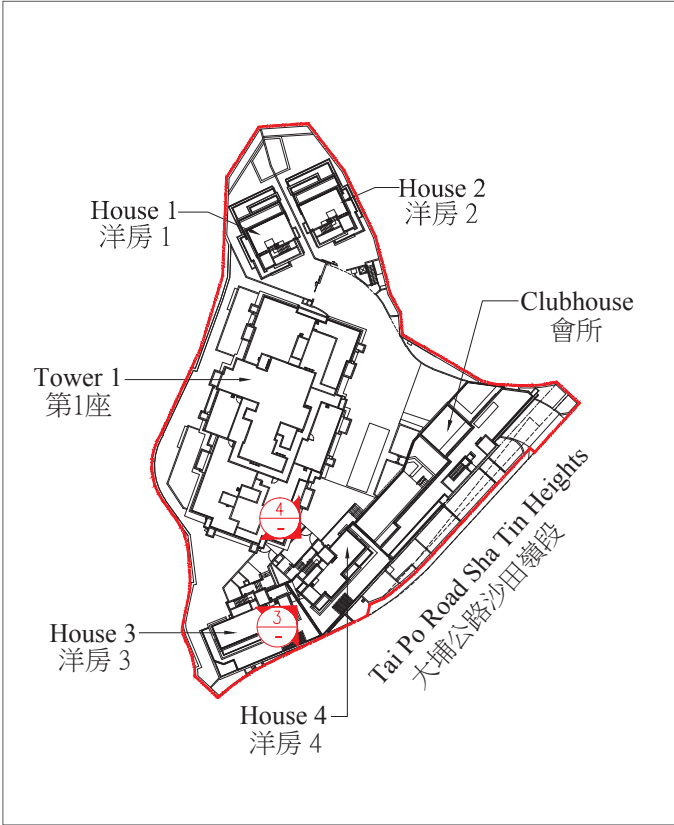 House 1
洋房 1
House 2
洋房 2
Clubhouse
會所
Tower 1
第1座
4
-
Tai Po Road Sha Tin Heights
大埔公路沙田嶺段
3
-
House 3
洋房 3
House 4
洋房 4